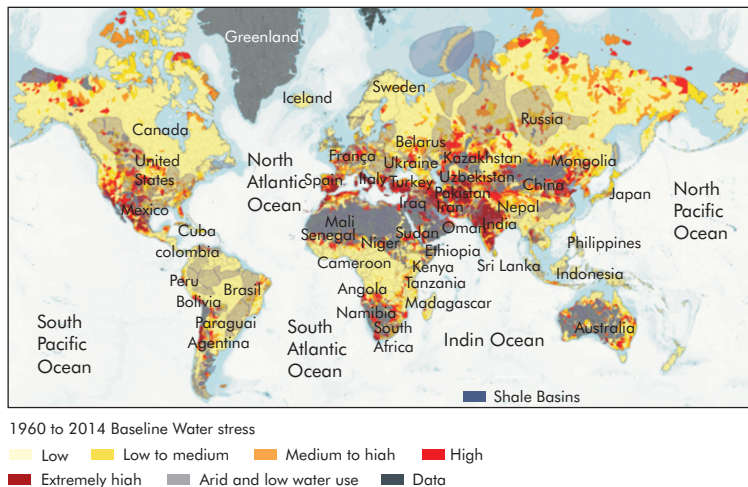 Greenland
Iceland
Sweden
Canada
Russia
Belarus
United
States
North
Atlantic
Ocean
França
Ukraine
Kazakhstan
Mongolia
Spain
Italy
Turkey
Uzbekistan
China
Japan
North
Pacific
Ocean
Mexico
Iraq
Iran
Pakistan
Nepal
Cuba
Mali
Senegal
Niger
Sudan
Oman
India
Philippines
colombia
Cameroon
Ethiopia
Kenya
Sri Lanka
Indonesia
Peru
Brasil
Bolivia
Angola
Tanzania
Madagascar
South
Pacific
Ocean
Paraguai
Agentina
South
Atlantic
Ocean
Namibia
South
Africa
Indin Ocean
Australia
Shale Basins
1960 to 2014 Baseline Water stress
Low
Low to medium
Medium to hiah
High
Extremely hiah
Arid and low water use
Data